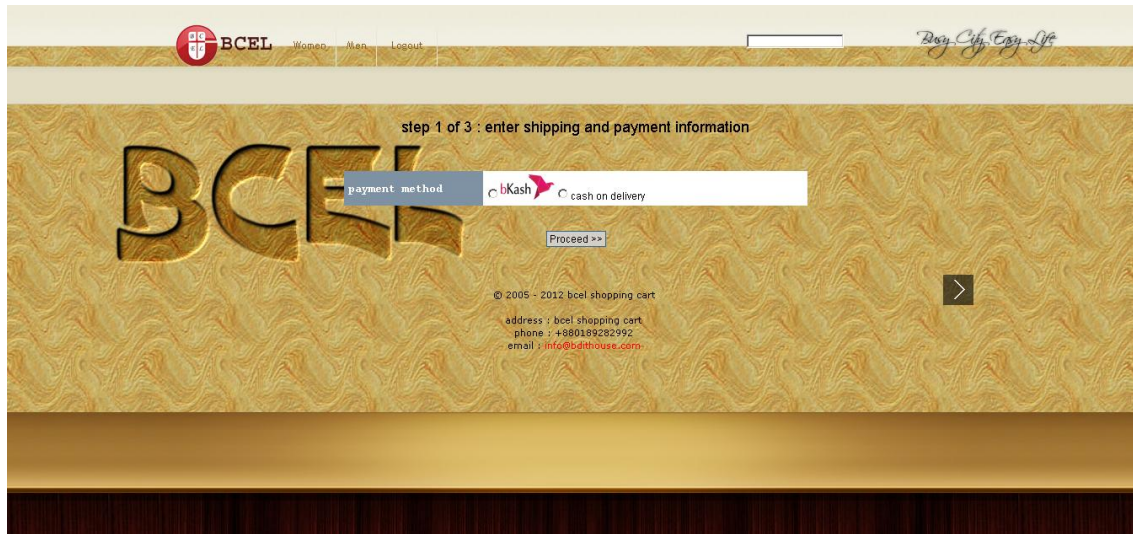 BCEL Women Men Logout
Busy City Easy Life
step 1 of 3 : enter shipping and payment information
BCEL
payment method bKash cash on delivery
Proceed >>
© 2005 - 2012 bcel shopping cart
address : bcel shopping cart
phone : +880189282992
email : info@bdithouse.com